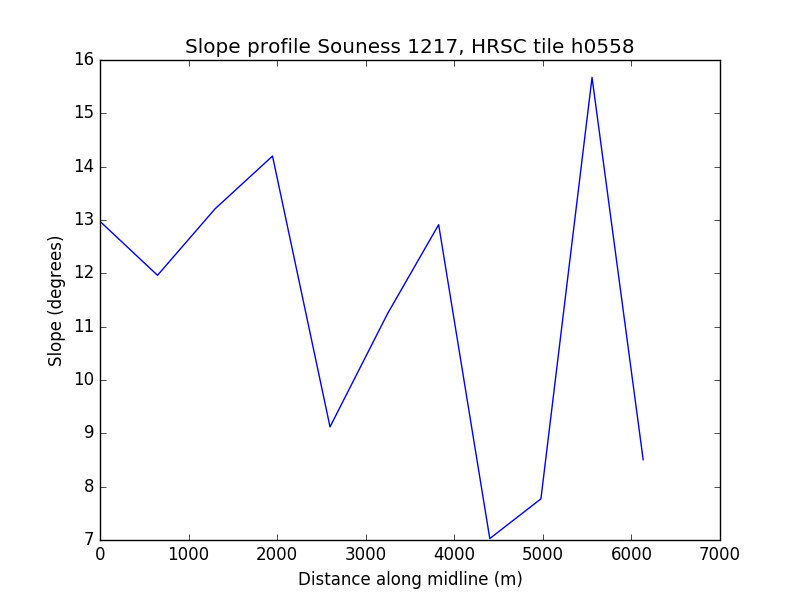 Slope profile Souness 1217, HRSC tile h0558
16
15
14
13
12
11
10
9
8
7
Slope (degrees)
0 1000 2000 3000 4000 5000 6000 7000
Distance along midline (m)